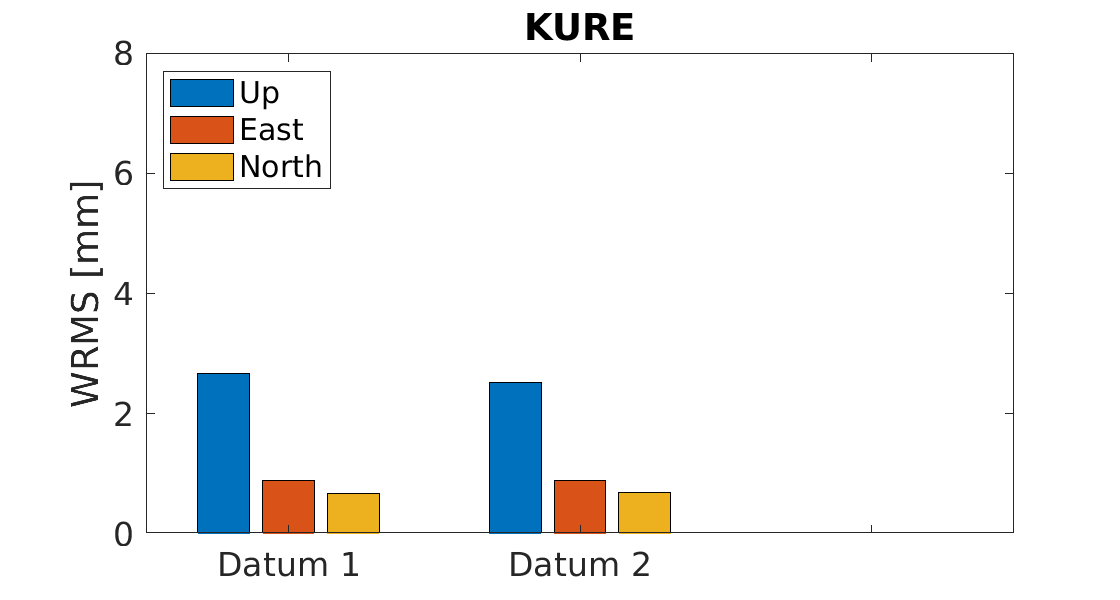 KURE
8
6
4
2
0
WRMS [mm]
Up
East
North
Datum 1
Datum 2